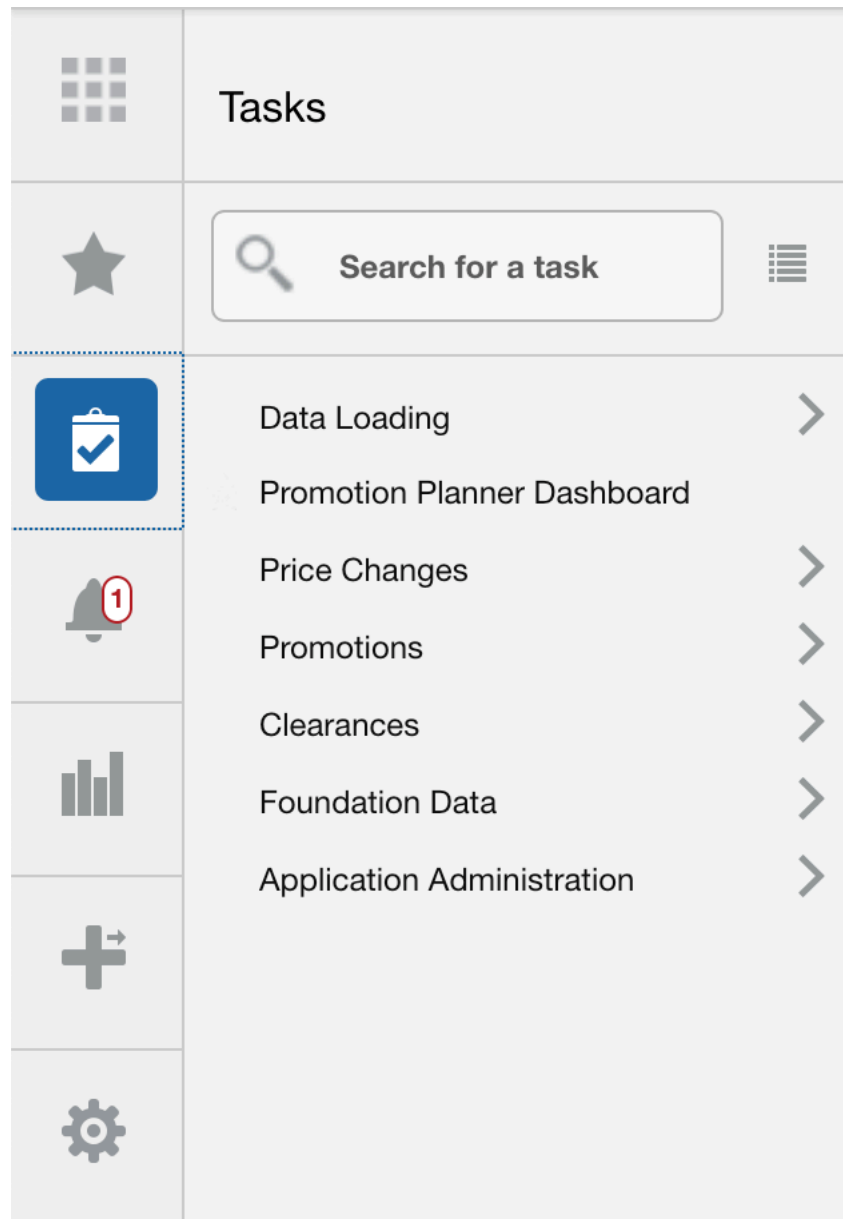 Tasks
Search for a task
Data Loading
Promotion Planner Dashboard
1
Price Changes
Promotions
Clearances
Foundation Data
Application Administration